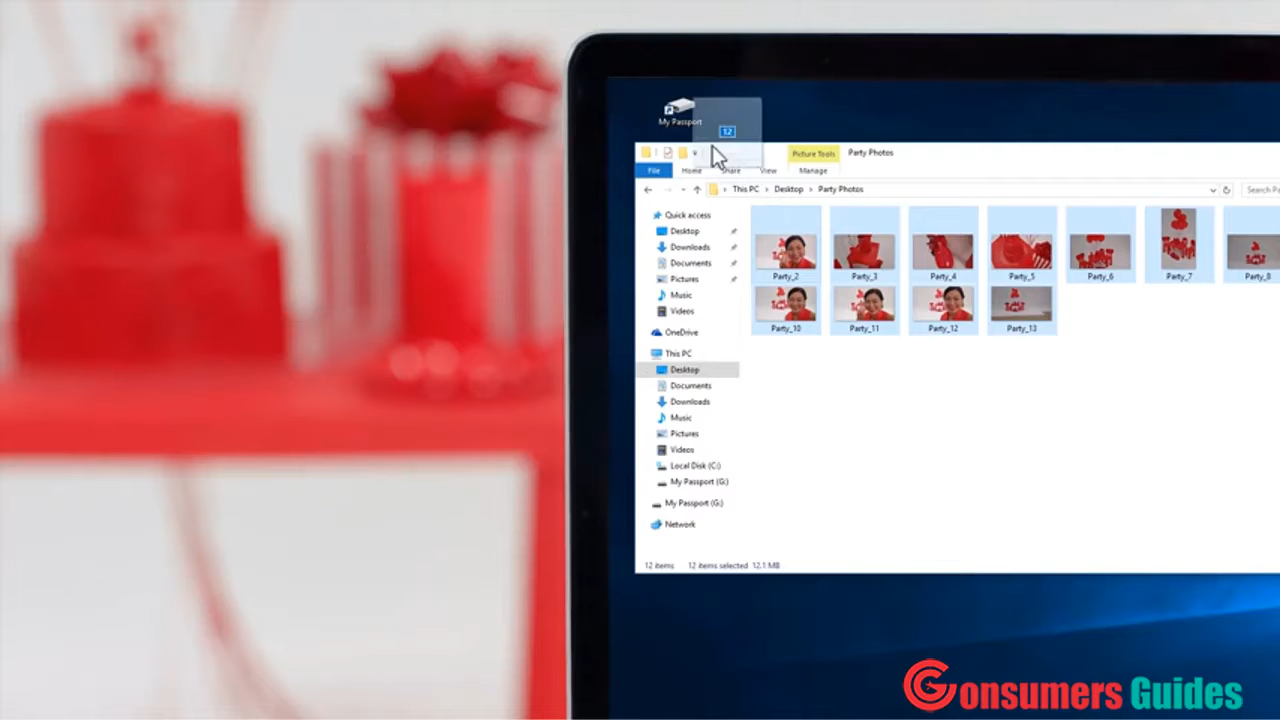 My Passport
12
Party Photos
Picture Tools
File Home Share View Manage
This PC > Desktop > Party Photos
Search Pa
Quick access
Desktop
Downloads
Documents
Pictures
Music
Videos
OneDrive
This PC
Desktop
Documents
Downloads
Music
Pictures
Videos
Local Disk (C:)
My Passport (G:)
My Passport (G:)
Network
Party_2 Party_3 Party_4 Party_5 Party_6 Party_7 Party_8
Party_10 Party_11 Party_12 Party_13
12 items 12 items selected 12.1 MB
Consumers Guides